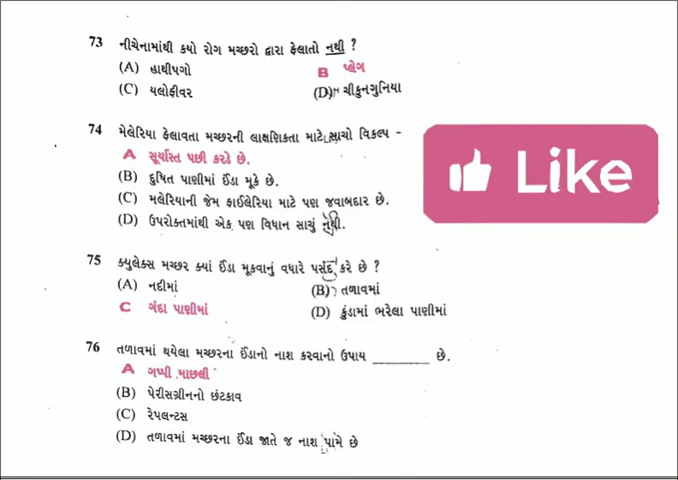 73 નીચેનામાંથી કયો રોગ મચ્છરો દ્વારા ફેલાતો નથી ?
(A) હાથીપગો B પ્લેગ
(C) યલોફીવર (D) ચીકુનગુનિયા
74 મેલેરિયા ફેલાવતા મચ્છરની લાક્ષણિકતા માટે સાચો વિકલ્પ -
A સૂર્યાસ્ત પછી કરડે છે.
(B) દુષિત પાણીમાં ઈંડા મૂકે છે.
(C) મલેરિયાની જેમ ફાઈલેરિયા માટે પણ જવાબદાર છે.
(D) ઉપરોક્તમાંથી એક પણ વિધાન સાચું નથી.
Like
75 ક્યુલેક્સ મચ્છર ક્યાં ઈંડા મૂકવાનું વધારે પસંદ કરે છે ?
(A) નદીમાં (B) તળાવમાં
C ગંદા પાણીમાં (D) કુંડામાં ભરેલા પાણીમાં
76 તળાવમાં થયેલા મચ્છરના ઈંડાનો નાશ કરવાનો ઉપાય ________ છે.
A ગપ્પી માછલી
(B) પેરીસગ્રીનનો છંટકાવ
(C) રેપલન્ટસ
(D) તળાવમાં મચ્છરના ઈંડા જાતે જ નાશ પામે છે